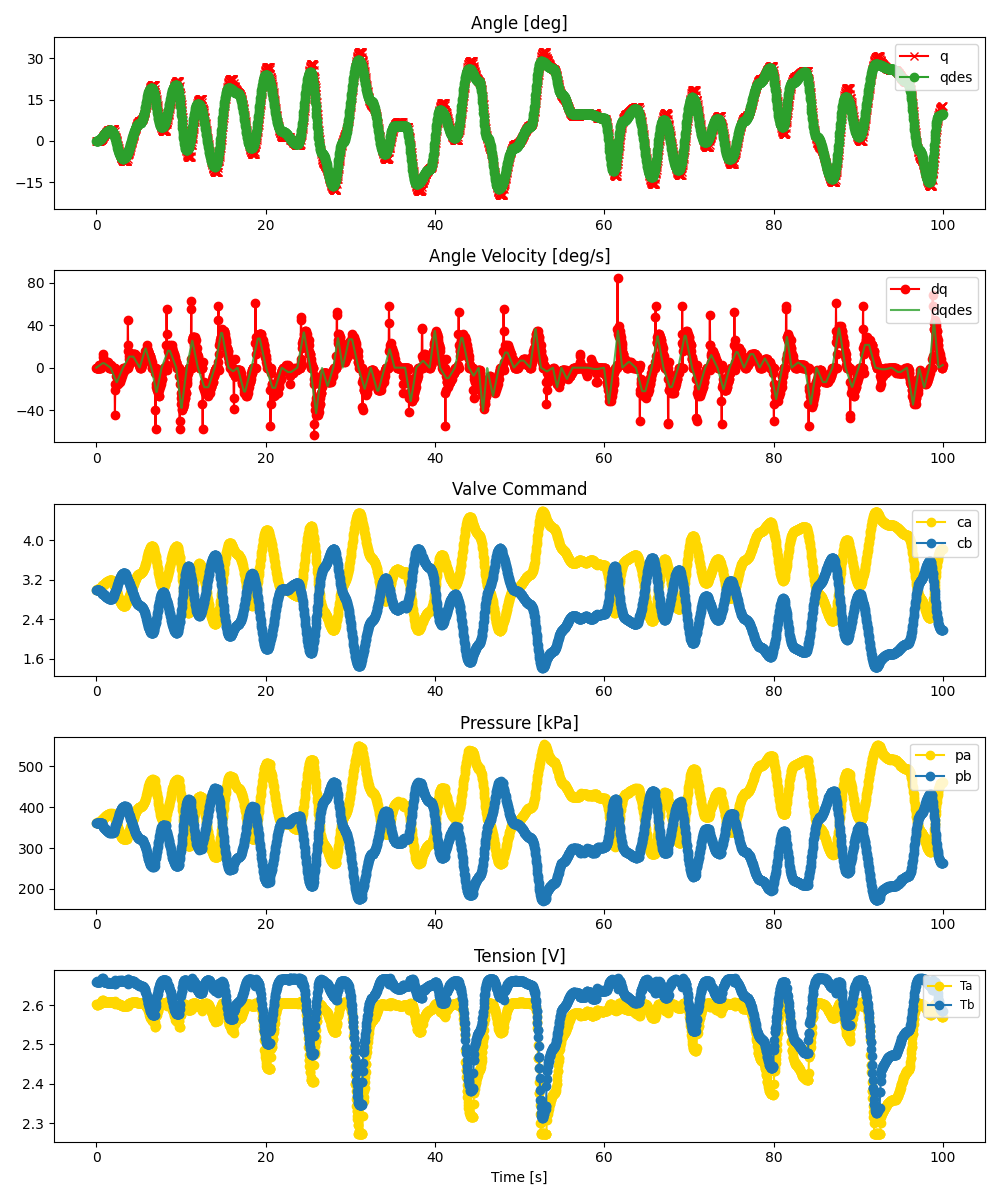 Angle [deg]
30
15
0
−15
q
qdes
0 20 40 60 80 100
Angle Velocity [deg/s]
80
40
0
−40
dq
dqdes
0 20 40 60 80 100
Valve Command
4.0
3.2
2.4
1.6
ca
cb
0 20 40 60 80 100
Pressure [kPa]
500
400
300
200
pa
pb
0 20 40 60 80 100
Tension [V]
2.6
2.5
2.4
2.3
Ta
Tb
0 20 40 60 80 100
Time [s]